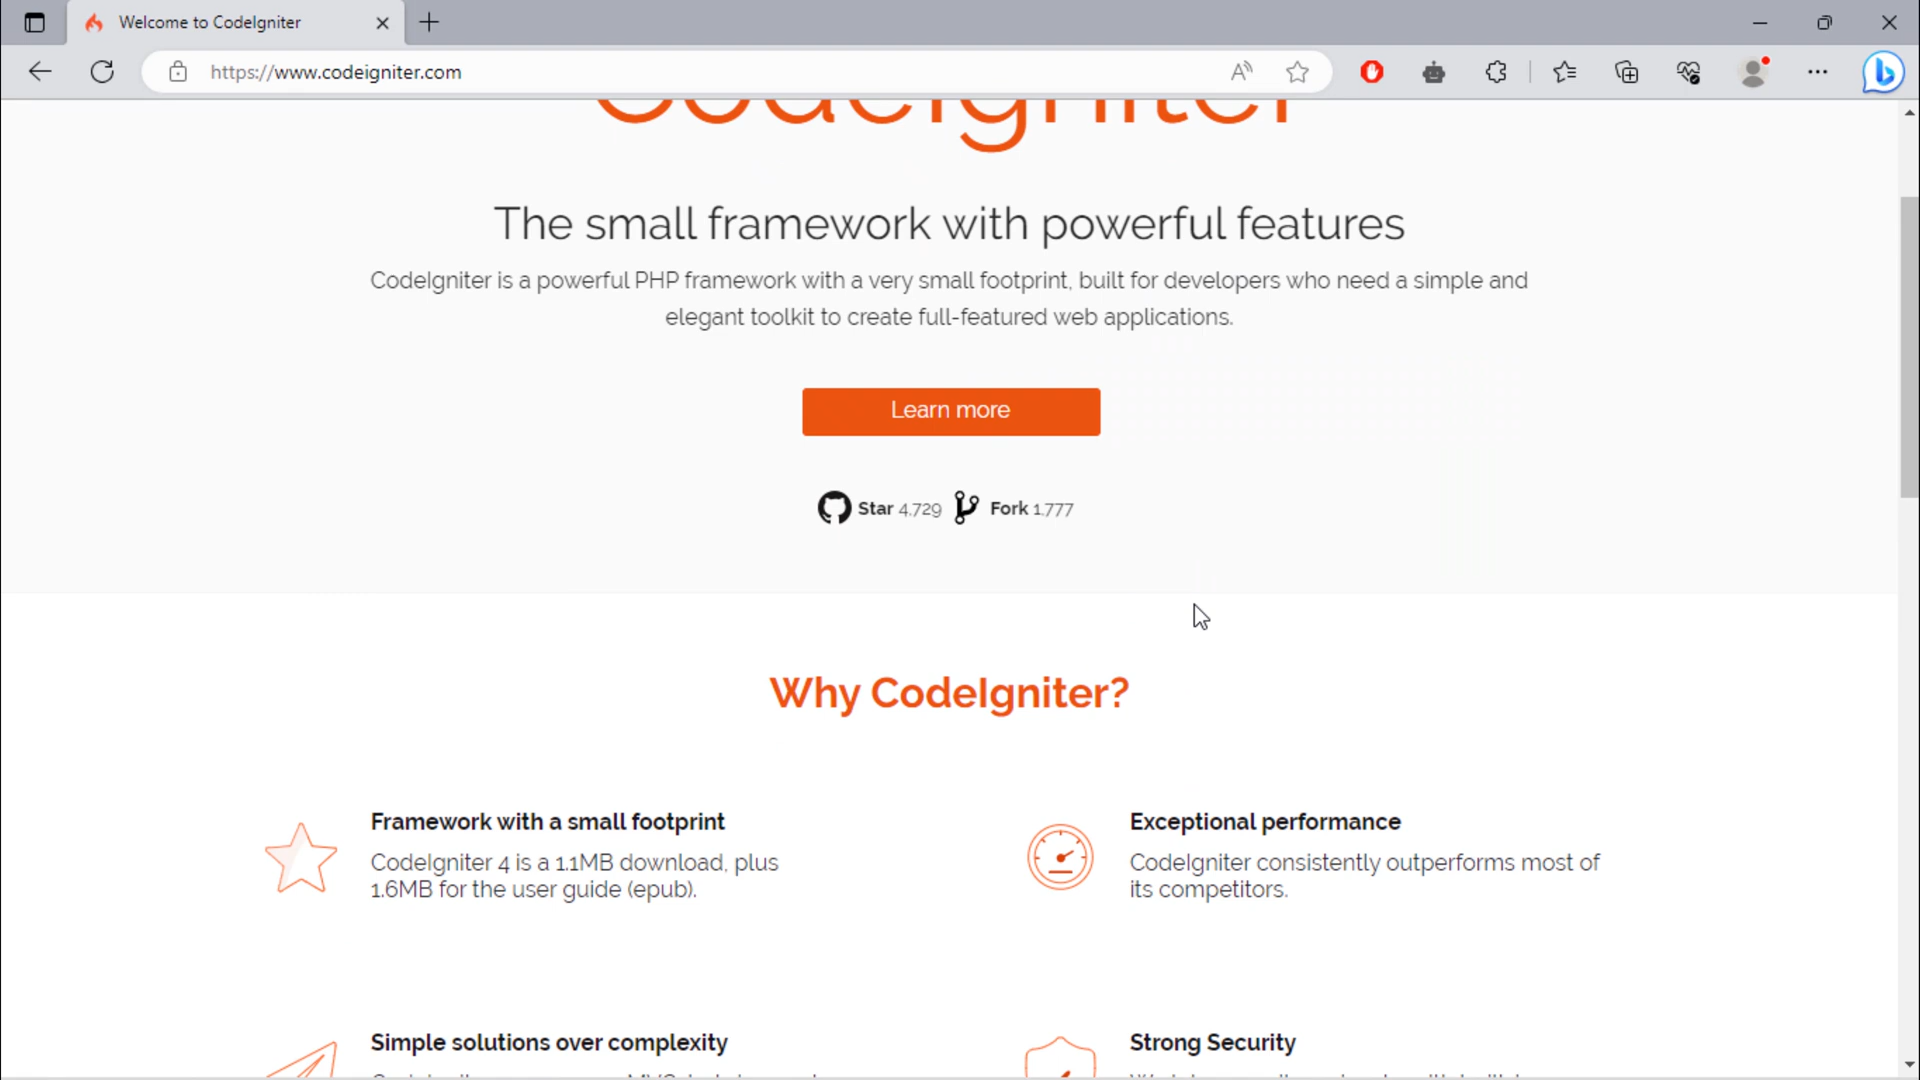 Welcome to CodeIgniter
https://www.codeigniter.com
CodeIgniter
The small framework with powerful features
CodeIgniter is a powerful PHP framework with a very small footprint, built for developers who need a simple and
elegant toolkit to create full-featured web applications.
Learn more
Star 4,729 Fork 1,777
Why CodeIgniter?
Framework with a small footprint
CodeIgniter 4 is a 1.1MB download, plus
1.6MB for the user guide (epub).
Exceptional performance
CodeIgniter consistently outperforms most of
its competitors.
Simple solutions over complexity
Strong Security